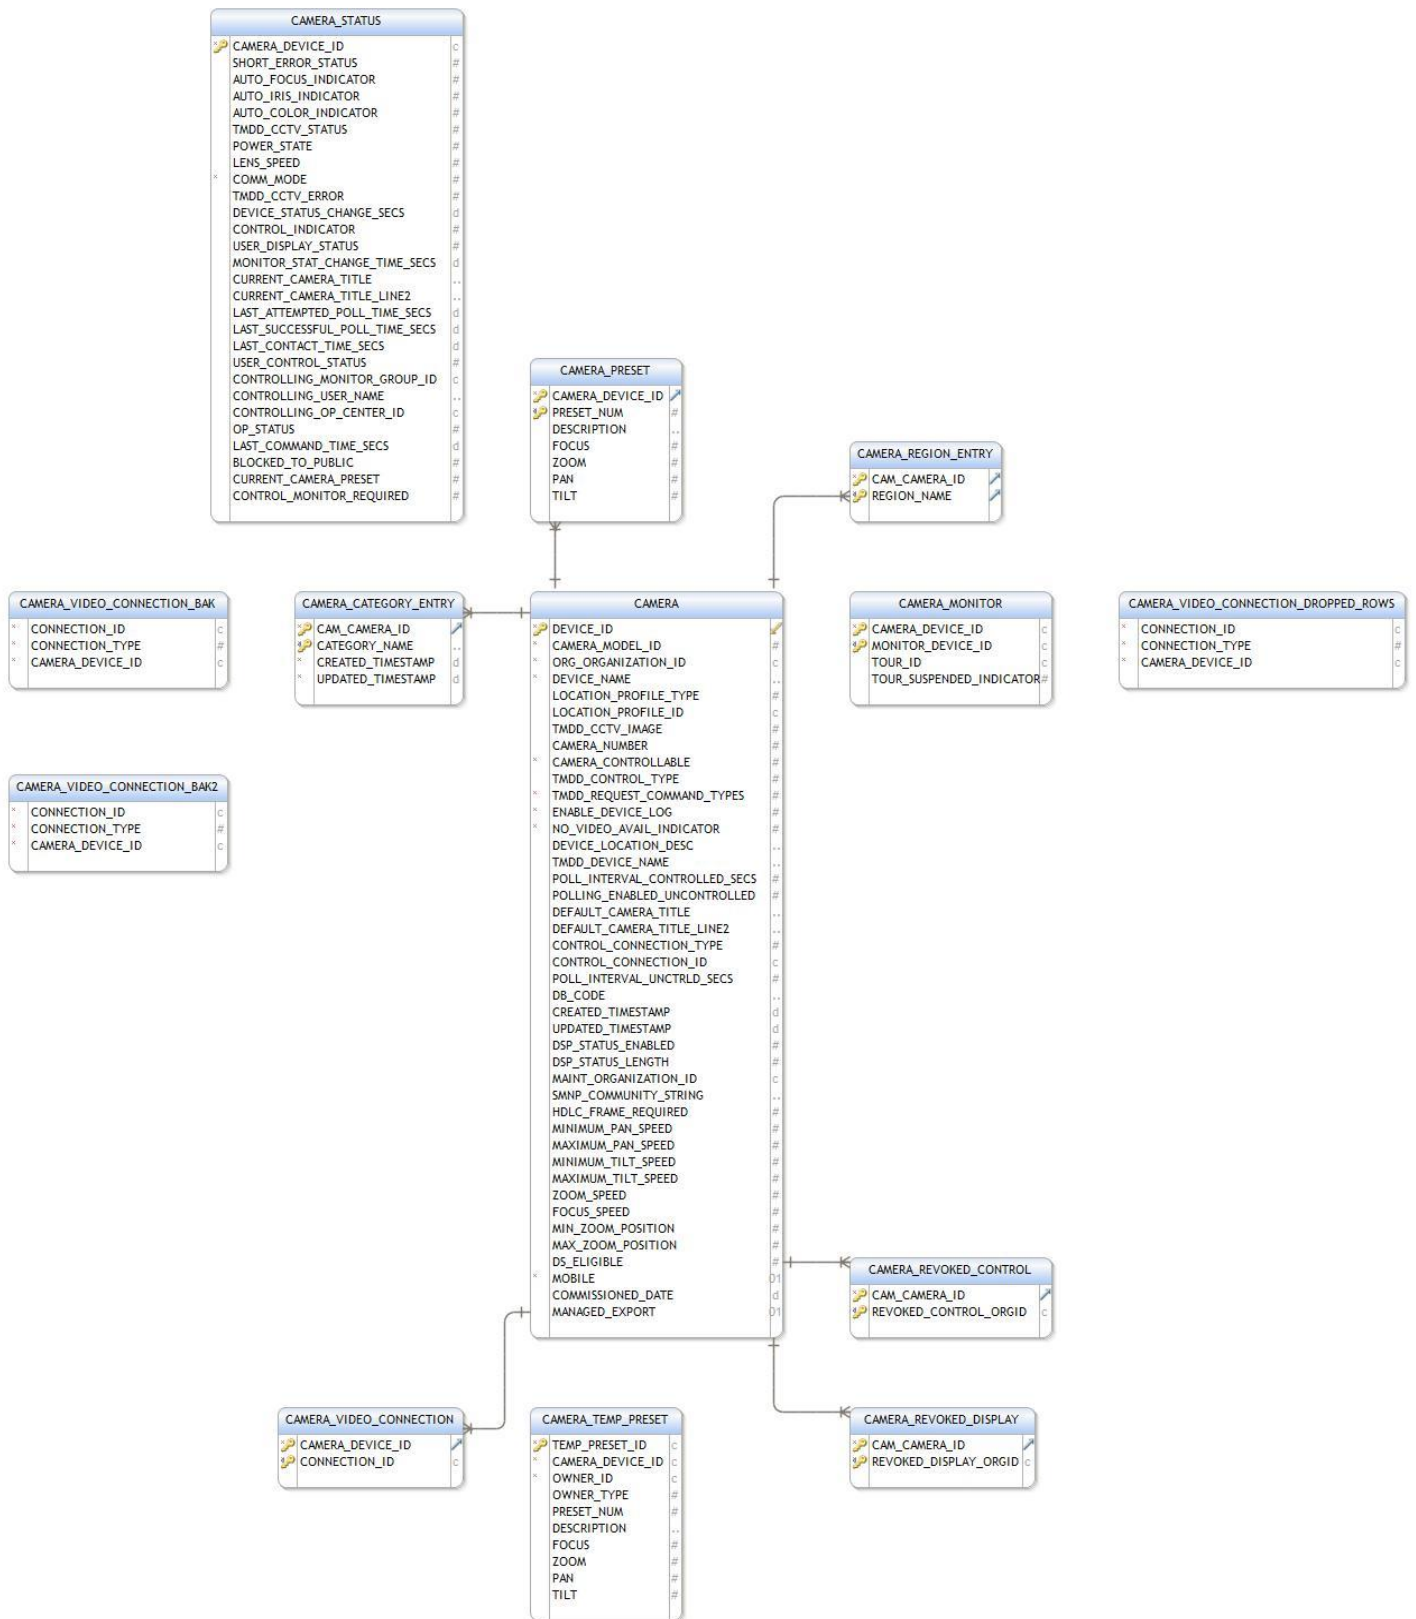 CAMERA_STATUS
CAMERA_DEVICE_ID c
SHORT_ERROR_STATUS #
AUTO_FOCUS_INDICATOR #
AUTO_IRIS_INDICATOR #
AUTO_COLOR_INDICATOR #
TMDD_CCTV_STATUS #
POWER_STATE #
LENS_SPEED #
COMM_MODE #
TMDD_CCTV_ERROR #
DEVICE_STATUS_CHANGE_SECS d
CONTROL_INDICATOR #
USER_DISPLAY_STATUS #
MONITOR_STAT_CHANGE_TIME_SECS d
CURRENT_CAMERA_TITLE ..
CURRENT_CAMERA_TITLE_LINE2 ..
LAST_ATTEMPTED_POLL_TIME_SECS d
LAST_SUCCESSFUL_POLL_TIME_SECS d
LAST_CONTACT_TIME_SECS d
USER_CONTROL_STATUS #
CONTROLLING_MONITOR_GROUP_ID c
CONTROLLING_USER_NAME ..
CONTROLLING_OP_CENTER_ID c
OP_STATUS #
LAST_COMMAND_TIME_SECS d
BLOCKED_TO_PUBLIC #
CURRENT_CAMERA_PRESET #
CONTROL_MONITOR_REQUIRED #
CAMERA_PRESET
CAMERA_DEVICE_ID
PRESET_NUM #
DESCRIPTION ..
FOCUS #
ZOOM #
PAN #
TILT #
CAMERA_REGION_ENTRY
CAM_CAMERA_ID
REGION_NAME
CAMERA_VIDEO_CONNECTION_BAK
CONNECTION_ID c
CONNECTION_TYPE #
CAMERA_DEVICE_ID c
CAMERA_CATEGORY_ENTRY
CAM_CAMERA_ID
CATEGORY_NAME ..
CREATED_TIMESTAMP d
UPDATED_TIMESTAMP d
CAMERA
DEVICE_ID
CAMERA_MODEL_ID #
ORG_ORGANIZATION_ID c
DEVICE_NAME ..
LOCATION_PROFILE_TYPE #
LOCATION_PROFILE_ID c
TMDD_CCTV_IMAGE #
CAMERA_NUMBER #
CAMERA_CONTROLLABLE #
TMDD_CONTROL_TYPE #
TMDD_REQUEST_COMMAND_TYPES #
ENABLE_DEVICE_LOG #
NO_VIDEO_AVAIL_INDICATOR #
DEVICE_LOCATION_DESC ..
TMDD_DEVICE_NAME ..
POLL_INTERVAL_CONTROLLED_SECS #
POLLING_ENABLED_UNCONTROLLED #
DEFAULT_CAMERA_TITLE ..
DEFAULT_CAMERA_TITLE_LINE2 ..
CONTROL_CONNECTION_TYPE #
CONTROL_CONNECTION_ID c
POLL_INTERVAL_UNCTRLD_SECS #
DB_CODE ..
CREATED_TIMESTAMP d
UPDATED_TIMESTAMP d
DSP_STATUS_ENABLED #
DSP_STATUS_LENGTH #
MAINT_ORGANIZATION_ID c
SMNP_COMMUNITY_STRING ..
HDLC_FRAME_REQUIRED #
MINIMUM_PAN_SPEED #
MAXIMUM_PAN_SPEED #
MINIMUM_TILT_SPEED #
MAXIMUM_TILT_SPEED #
ZOOM_SPEED #
FOCUS_SPEED #
MIN_ZOOM_POSITION #
MAX_ZOOM_POSITION #
DS_ELIGIBLE #
MOBILE 01
COMMISSIONED_DATE d
MANAGED_EXPORT 01
CAMERA_MONITOR
CAMERA_DEVICE_ID c
MONITOR_DEVICE_ID c
TOUR_ID c
TOUR_SUSPENDED_INDICATOR #
CAMERA_VIDEO_CONNECTION_DROPPED_ROWS
CONNECTION_ID c
CONNECTION_TYPE #
CAMERA_DEVICE_ID c
CAMERA_VIDEO_CONNECTION_BAK2
CONNECTION_ID c
CONNECTION_TYPE #
CAMERA_DEVICE_ID c
CAMERA_REVOKED_CONTROL
CAM_CAMERA_ID
REVOKED_CONTROL_ORGID c
CAMERA_VIDEO_CONNECTION
CAMERA_DEVICE_ID
CONNECTION_ID c
CAMERA_TEMP_PRESET
TEMP_PRESET_ID c
CAMERA_DEVICE_ID c
OWNER_ID c
OWNER_TYPE #
PRESET_NUM #
DESCRIPTION ..
FOCUS #
ZOOM #
PAN #
TILT #
CAMERA_REVOKED_DISPLAY
CAM_CAMERA_ID
REVOKED_DISPLAY_ORGID c